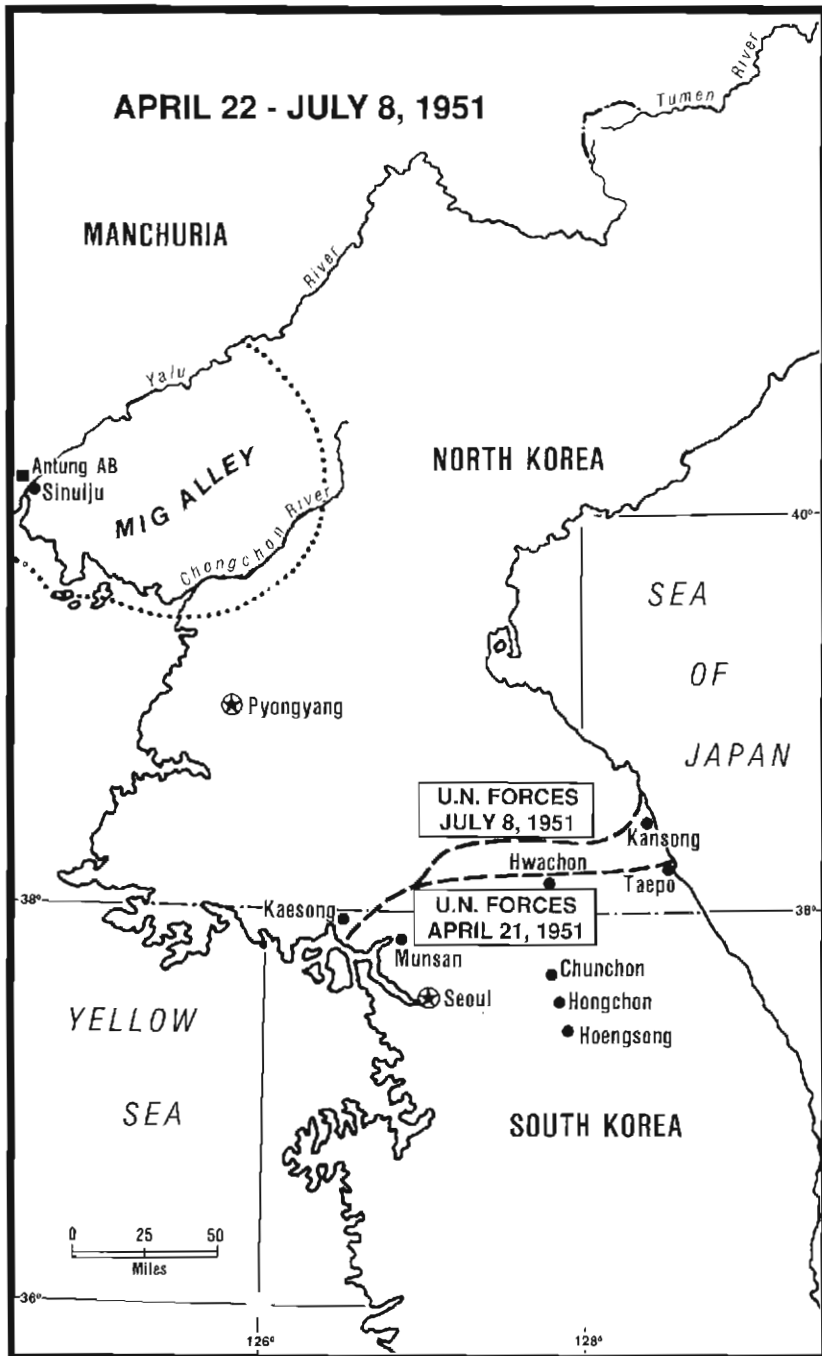 APRIL 22 - JULY 8, 1951
Tumen
River
MANCHURIA
River
Yalu
Antung AB
Sinuiju
MIG ALLEY
Chongchon River
NORTH KOREA
40°
SEA
OF
JAPAN
Pyongyang
U.N. FORCES
JULY 8, 1951
Kansong
Hwachon
Taepo
38°
Kaesong
U.N. FORCES
APRIL 21, 1951
38°
Munsan
Chunchon
Seoul
Hongchon
Hoengsong
YELLOW
SEA
SOUTH KOREA
0 25 50
Miles
36°
126°
128°